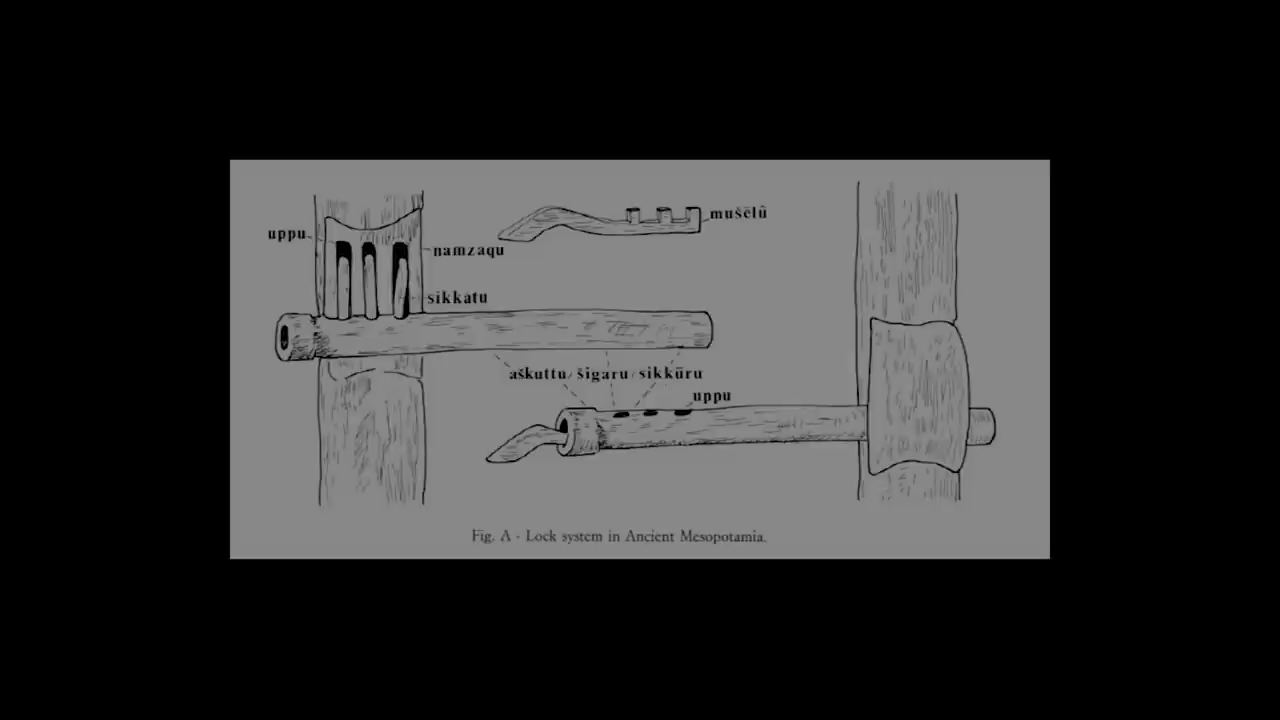 uppu
mušēlû
namzaqu
sikkatu
aškuttu/šigaru/sikkūru
uppu
Fig. A - Lock system in Ancient Mesopotamia.